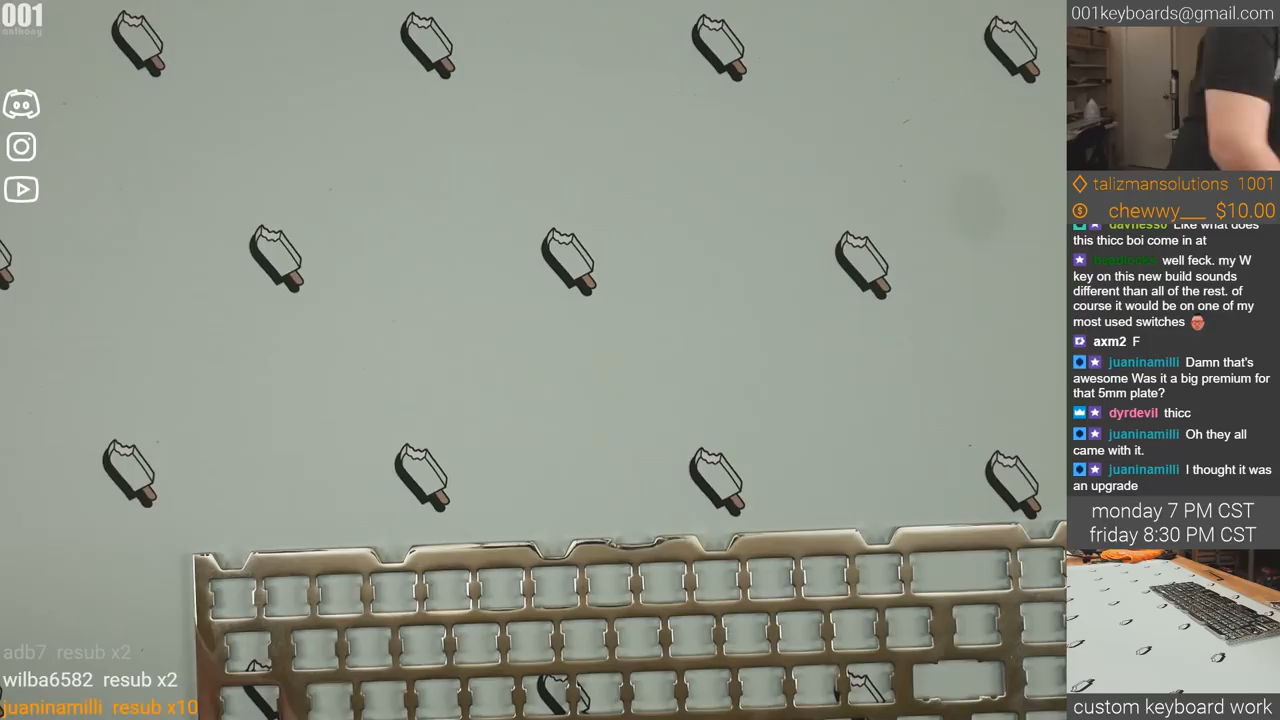 001
anthony
001keyboards@gmail.com
talizmansolutions 1001
chewwy___ $10.00
Like what does
this thicc boi come in at
well feck. my W
key on this new build sounds
different than all of the rest. of
course it would be on one of my
most used switches
axm2 F
juaninamilli Damn that's
awesome Was it a big premium for
that 5mm plate?
dyrdevil thicc
juaninamilli Oh they all
came with it.
juaninamilli I thought it was
an upgrade
monday 7 PM CST
friday 8:30 PM CST
custom keyboard work
adb7 resub x2
wilba6582 resub x2
juaninamilli resub x10